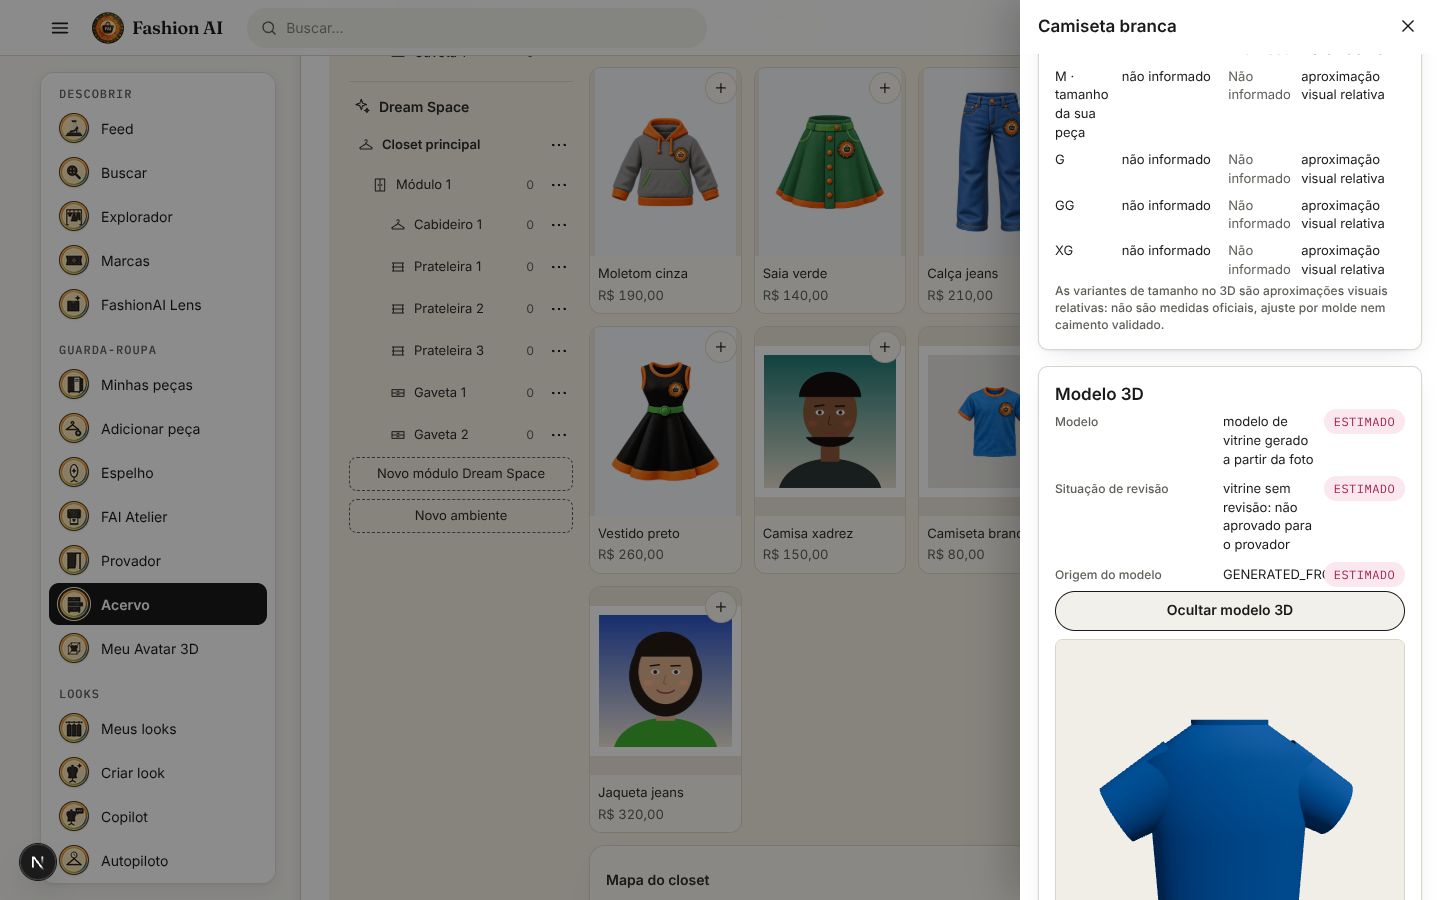 Fashion AI
Buscar...
DESCOBRIR
Feed
Buscar
Explorador
Marcas
FashionAI Lens
GUARDA-ROUPA
Minhas peças
Adicionar peça
Espelho
FAI Atelier
Provador
Acervo
Meu Avatar 3D
LOOKS
Meus looks
Criar look
Copilot
Autopiloto
N
Dream Space
Closet principal
Módulo 1 0
Cabideiro 1 0
Prateleira 1 0
Prateleira 2 0
Prateleira 3 0
Gaveta 1 0
Gaveta 2 0
Novo módulo Dream Space
Novo ambiente
Moletom cinza
R$ 190,00
Saia verde
R$ 140,00
Calça jeans
R$ 210,00
Vestido preto
R$ 260,00
Camisa xadrez
R$ 150,00
Camiseta branc
R$ 80,00
Jaqueta jeans
R$ 320,00
Mapa do closet
Camiseta branca
M · não informado Não aproximação
tamanho informado visual relativa
da sua
peça
G não informado Não aproximação
informado visual relativa
GG não informado Não aproximação
informado visual relativa
XG não informado Não aproximação
informado visual relativa
As variantes de tamanho no 3D são aproximações visuais
relativas: não são medidas oficiais, ajuste por molde nem
caimento validado.
Modelo 3D
Modelo modelo de ESTIMADO
vitrine gerado
a partir da foto
Situação de revisão vitrine sem ESTIMADO
revisão: não
aprovado para
o provador
Origem do modelo GENERATED_FR ESTIMADO
Ocultar modelo 3D